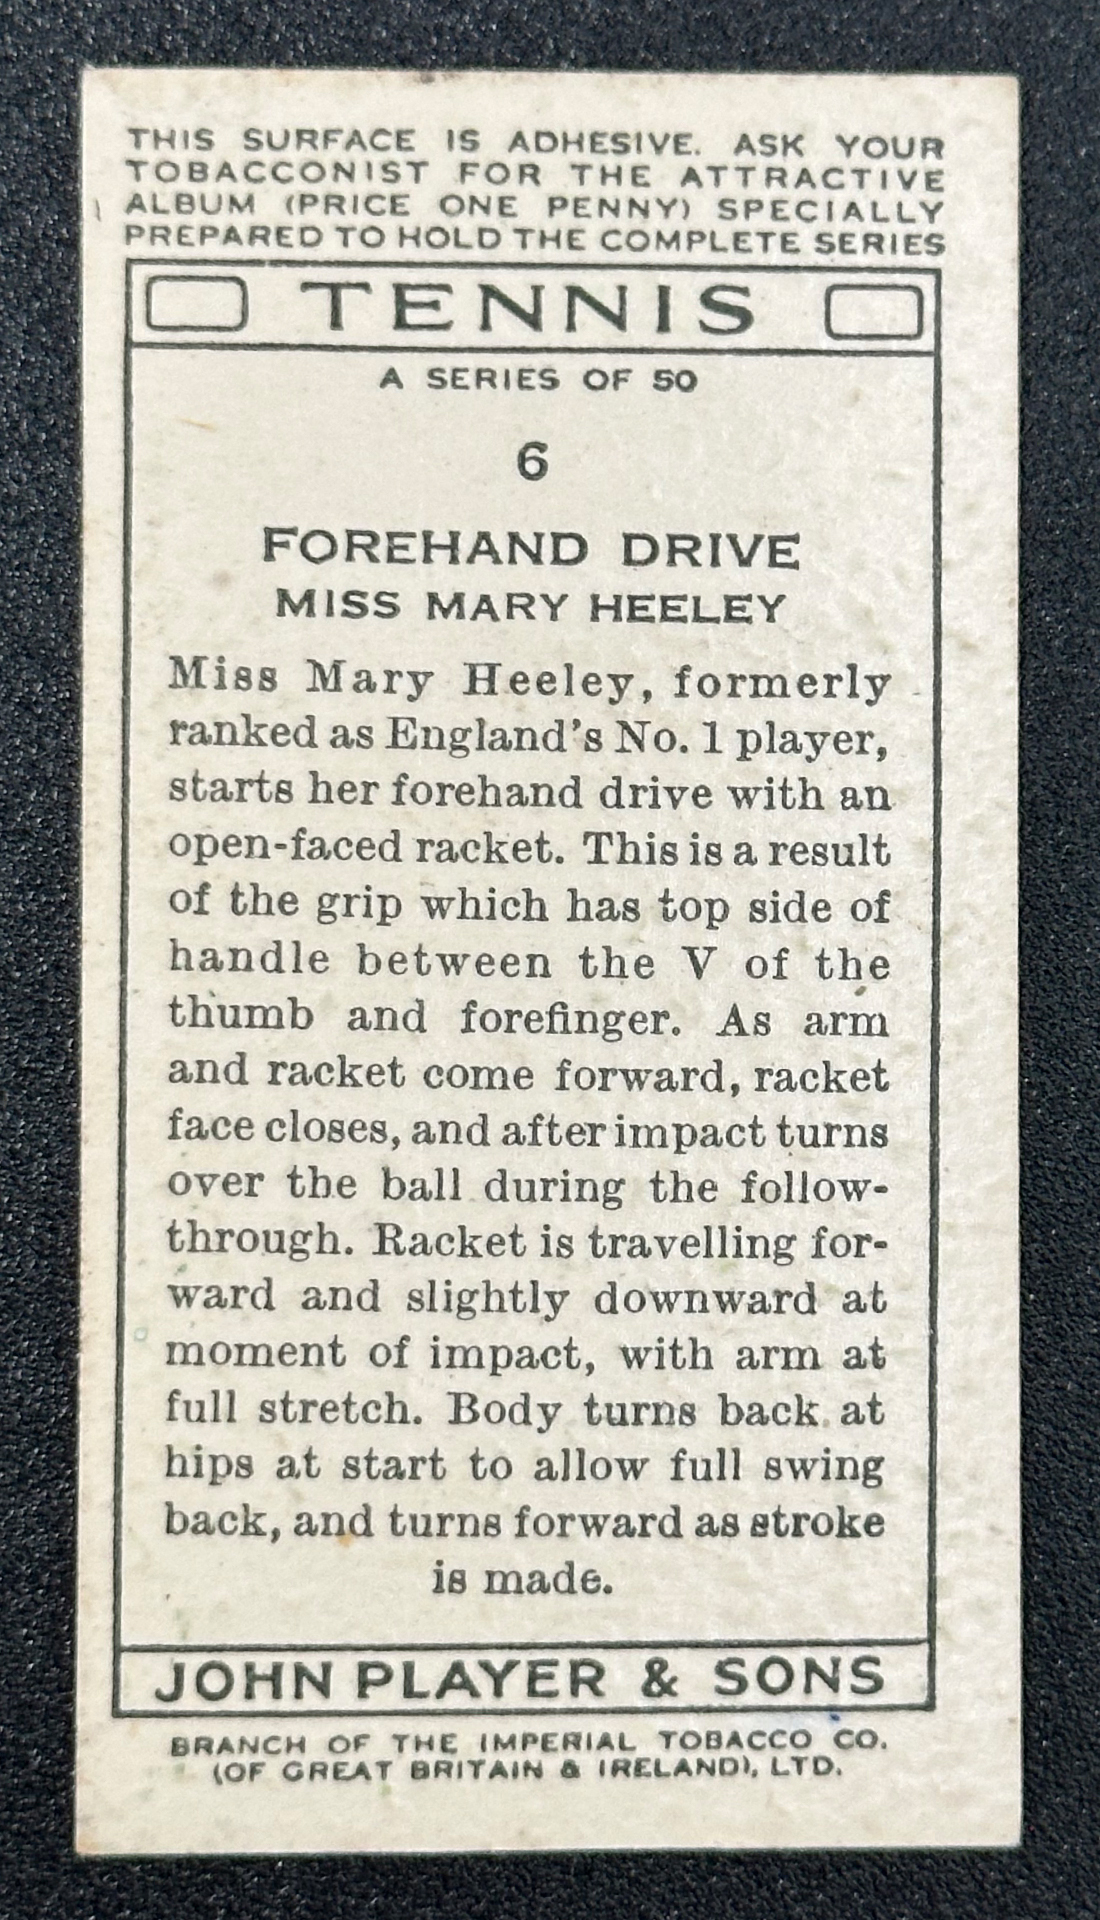 THIS SURFACE IS ADHESIVE. ASK YOUR
TOBACCONIST FOR THE ATTRACTIVE
ALBUM (PRICE ONE PENNY) SPECIALLY
PREPARED TO HOLD THE COMPLETE SERIES
TENNIS
A SERIES OF 50
6
FOREHAND DRIVE
MISS MARY HEELEY
Miss Mary Heeley, formerly
ranked as England's No. 1 player,
starts her forehand drive with an
open-faced racket. This is a result
of the grip which has top side of
handle between the V of the
thumb and forefinger. As arm
and racket come forward, racket
face closes, and after impact turns
over the ball during the follow-
through. Racket is travelling for-
ward and slightly downward at
moment of impact, with arm at
full stretch. Body turns back at
hips at start to allow full swing
back, and turns forward as stroke
is made.
JOHN PLAYER & SONS
BRANCH OF THE IMPERIAL TOBACCO CO.
(OF GREAT BRITAIN & IRELAND), LTD.